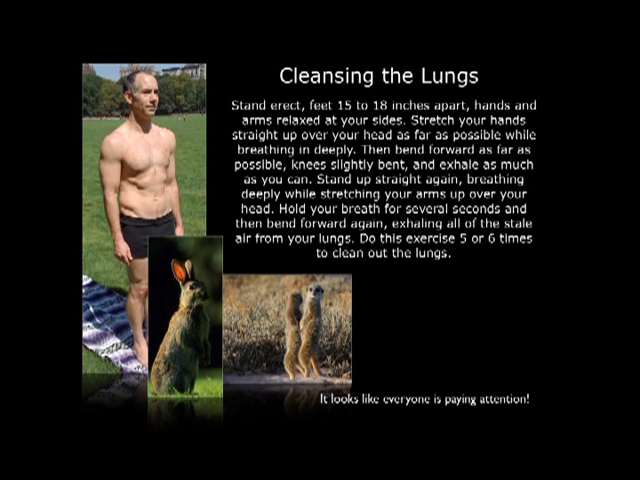 Cleansing the Lungs
Stand erect, feet 15 to 18 inches apart, hands and
arms relaxed at your sides. Stretch your hands
straight up over your head as far as possible while
breathing in deeply. Then bend forward as far as
possible, knees slightly bent, and exhale as much
as you can. Stand up straight again, breathing
deeply while stretching your arms up over your
head. Hold your breath for several seconds and
then bend forward again, exhaling all of the stale
air from your lungs. Do this exercise 5 or 6 times
to clean out the lungs.
It looks like everyone is paying attention!